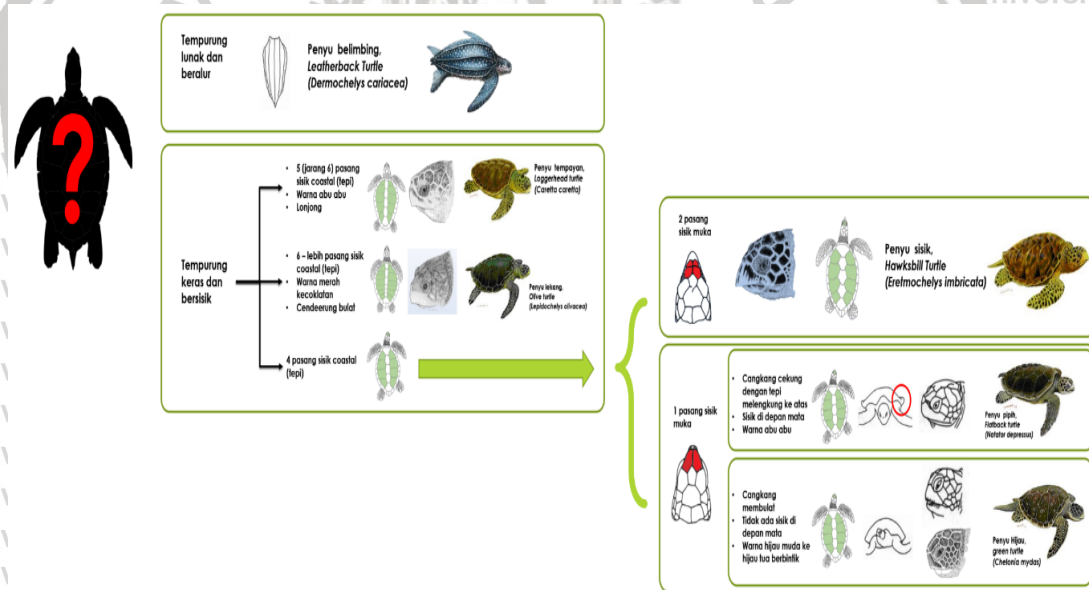 Tempurung
lunak dan
beralur
Penyu belimbing,
Leatherback Turtle
(Dermochelys cariacea)
?
Tempurung
keras dan
bersisik
• 5 (jarang 6) pasang
sisik coastal (tepi)
• Warna abu abu
• Lonjong
Penyu tempayan,
Loggerhead turtle
(Caretta caretta)
• 6 – lebih pasang sisik
coastal (tepi)
• Warna merah
kecoklatan
• Cendeerung bulat
Penyu lekang,
Olive turtle
(Lepidochelys olivacea)
4 pasang sisik coastal
(tepi)
2 pasang
sisik muka
Penyu sisik,
Hawksbill Turtle
(Eretmochelys imbricata)
1 pasang sisik
muka
• Cangkang cekung
dengan tepi
melengkung ke atas
• Sisik di depan mata
• Warna abu abu
Penyu pipih,
Flatback turtle
(Natator depressus)
• Cangkang
membulat
• Tidak ada sisik di
depan mata
• Warna hijau muda ke
hijau tua berbintik
Penyu Hijau,
green turtle
(Chelonia mydas)